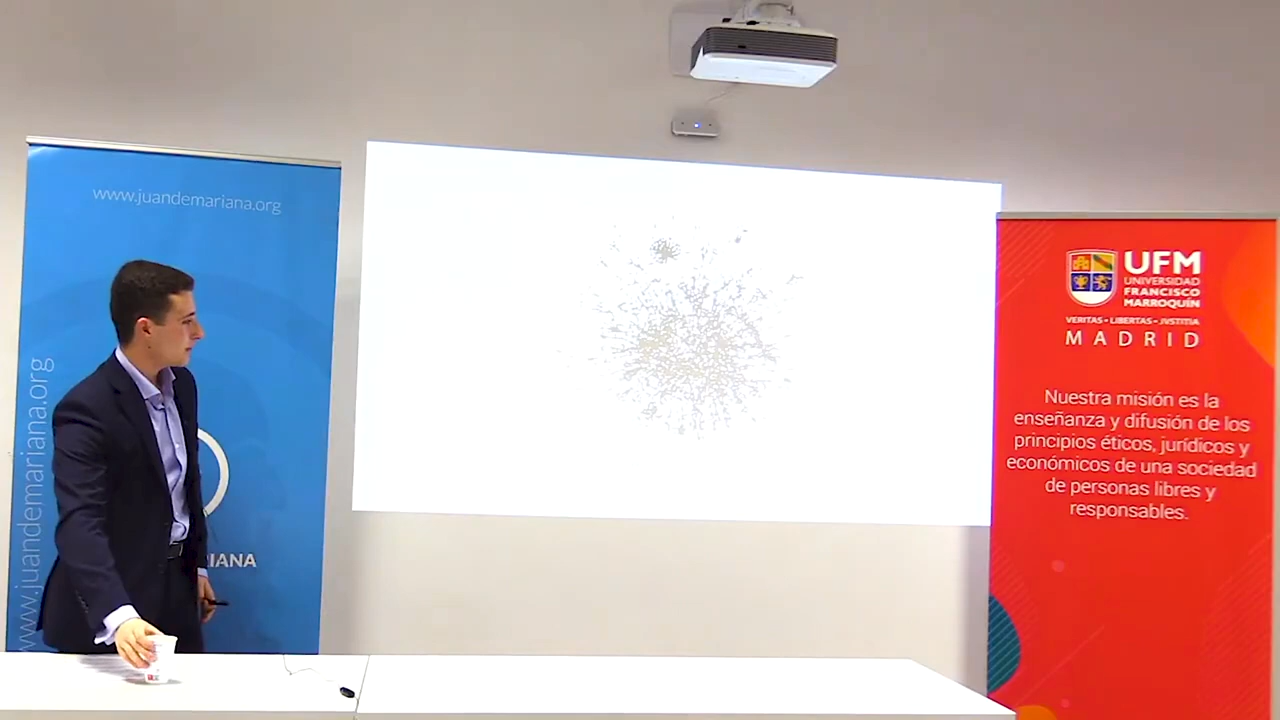 www.juandemariana.org
www.juandemariana.org
IANA
UFM
UNIVERSIDAD
FRANCISCO
MARROQUÍN
VERITAS - LIBERTAS - JVSTITIA
MADRID
Nuestra misión es la
enseñanza y difusión de los
principios éticos, jurídicos y
económicos de una sociedad
de personas libres y
responsables.